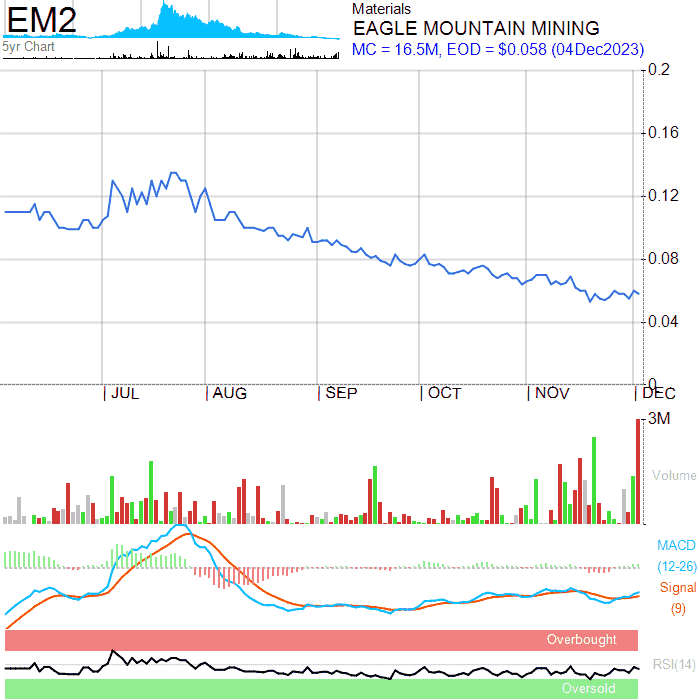 EM2
5yr Chart
Materials
EAGLE MOUNTAIN MINING
MC = 16.5M, EOD = $0.058 (04Dec2023)
0.2
0.16
0.12
0.08
0.04
0
JUL
AUG
SEP
OCT
NOV
DEC
3M
Volume
MACD
(12-26)
Signal
(9)
Overbought
RSI(14)
Oversold